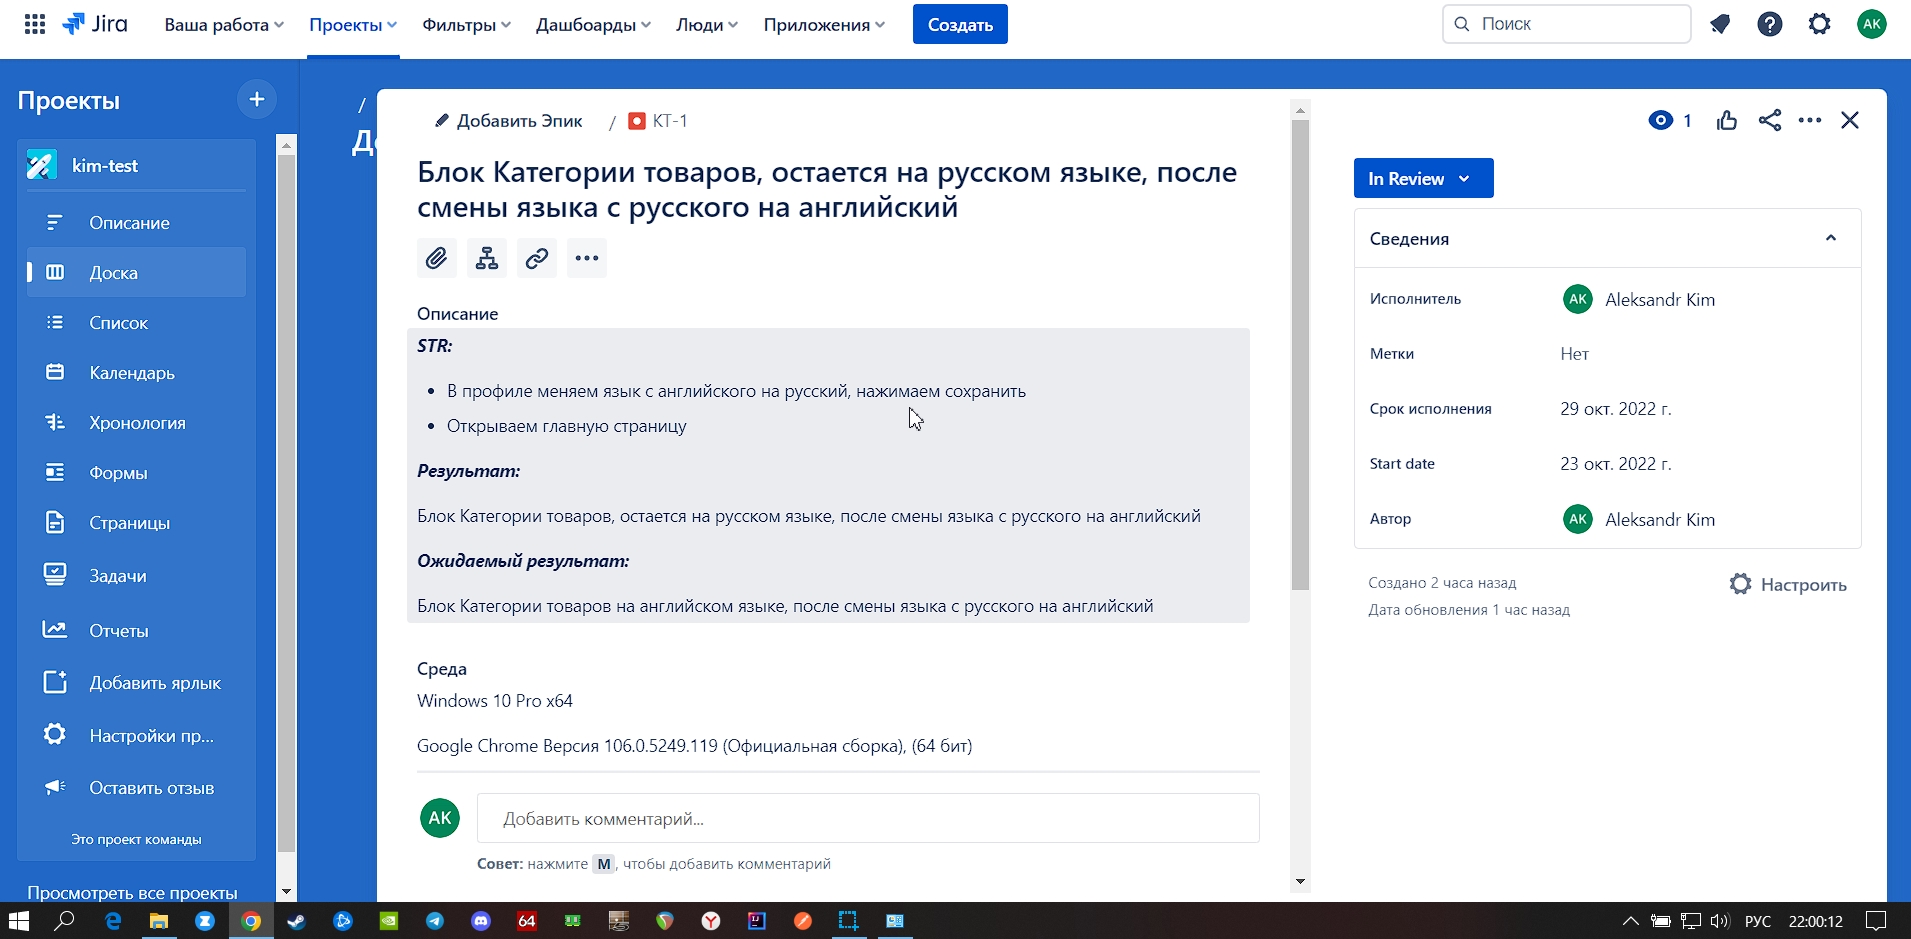 Jira Ваша работа Проекты Фильтры Дашборды Люди Приложения Создать Поиск AK
Проекты
kim-test
Описание
Доска
Список
Календарь
Хронология
Формы
Страницы
Задачи
Отчеты
Добавить ярлык
Настройки пр...
Оставить отзыв
Это проект команды
Просмотреть все проекты
/
До
Добавить Эпик / KT-1
Блок Категории товаров, остается на русском языке, после
смены языка с русского на английский
Описание
STR:
• В профиле меняем язык с английского на русский, нажимаем сохранить
• Открываем главную страницу
Результат:
Блок Категории товаров, остается на русском языке, после смены языка с русского на английский
Ожидаемый результат:
Блок Категории товаров на английском языке, после смены языка с русского на английский
Среда
Windows 10 Pro x64
Google Chrome Версия 106.0.5249.119 (Официальная сборка), (64 бит)
AK Добавить комментарий...
Совет: нажмите M, чтобы добавить комментарий
1
In Review
Сведения
Исполнитель AK Aleksandr Kim
Метки Нет
Срок исполнения 29 окт. 2022 г.
Start date 23 окт. 2022 г.
Автор AK Aleksandr Kim
Создано 2 часа назад
Дата обновления 1 час назад
Настроить
64 РУС 22:00:12